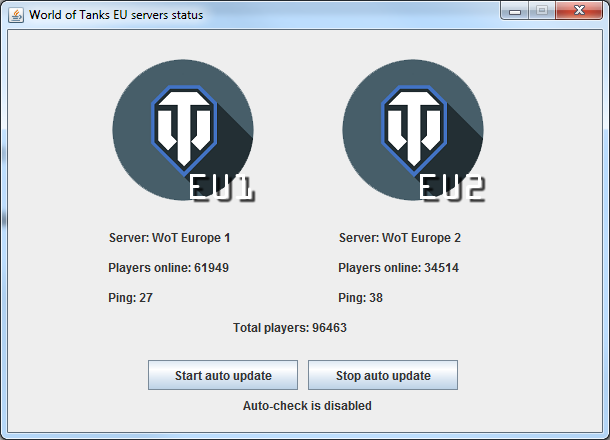 World of Tanks EU servers status
EU1
EU2
Server: WoT Europe 1
Server: WoT Europe 2
Players online: 61949
Players online: 34514
Ping: 27
Ping: 38
Total players: 96463
Start auto update
Stop auto update
Auto-check is disabled